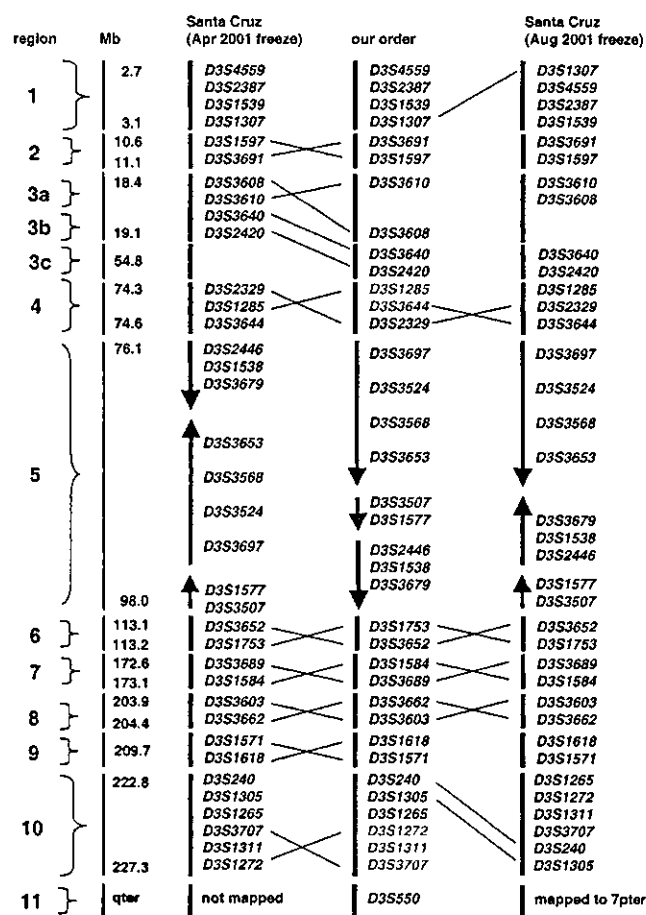 Santa Cruz Santa Cruz
region Mb (Apr 2001 freeze) our order (Aug 2001 freeze)
2.7 D3S4559 D3S4559 D3S1307
D3S2387 D3S2387 D3S4559
1 D3S1539 D3S1539 D3S2387
3.1 D3S1307 D3S1307 D3S1539
10.6 D3S1597 D3S3691 D3S3691
2 11.1 D3S3691 D3S1597 D3S1597
18.4 D3S3608 D3S3610 D3S3610
3a D3S3610 D3S3608
3b D3S3640
19.1 D3S2420 D3S3608
3c 54.8 D3S3640 D3S3640
D3S2420 D3S2420
74.3 D3S2329 D3S1285 D3S1285
4 D3S1285 D3S3644 D3S2329
74.6 D3S3644 D3S2329 D3S3644
76.1 D3S2446 D3S3697 D3S3697
D3S1538
D3S3679 D3S3524 D3S3524
D3S3568 D3S3568
D3S3653 D3S3653 D3S3653
5 D3S3568
D3S3507
D3S3524 D3S1577 D3S3679
D3S1538
D3S3697 D3S2446 D3S2446
D3S1538
D3S1577 D3S3679 D3S1577
98.0 D3S3507 D3S3507
113.1 D3S3652 D3S1753 D3S3652
6 113.2 D3S1753 D3S3652 D3S1753
172.6 D3S3689 D3S1584 D3S3689
7 173.1 D3S1584 D3S3689 D3S1584
203.9 D3S3603 D3S3662 D3S3603
8 204.4 D3S3662 D3S3603 D3S3662
D3S1571 D3S1618 D3S1618
9 209.7 D3S1618 D3S1571 D3S1571
222.8 D3S240 D3S240 D3S1265
D3S1305 D3S1305 D3S1272
D3S1265 D3S1265 D3S1311
10 D3S3707 D3S1272 D3S3707
D3S1311 D3S1311 D3S240
227.3 D3S1272 D3S3707 D3S1305
11 qter not mapped D3S550 mapped to 7pter